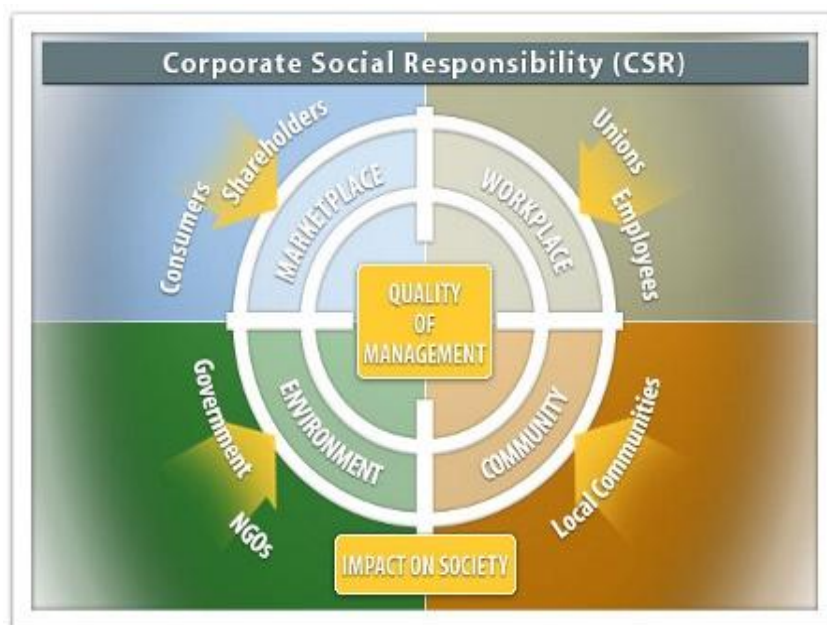 Corporate Social Responsibility (CSR)
Consumers
Shareholders
MARKETPLACE
Unions
Employees
WORKPLACE
QUALITY
OF
MANAGEMENT
Government
NGOs
ENVIRONMENT
COMMUNITY
Local Communities
IMPACT ON SOCIETY